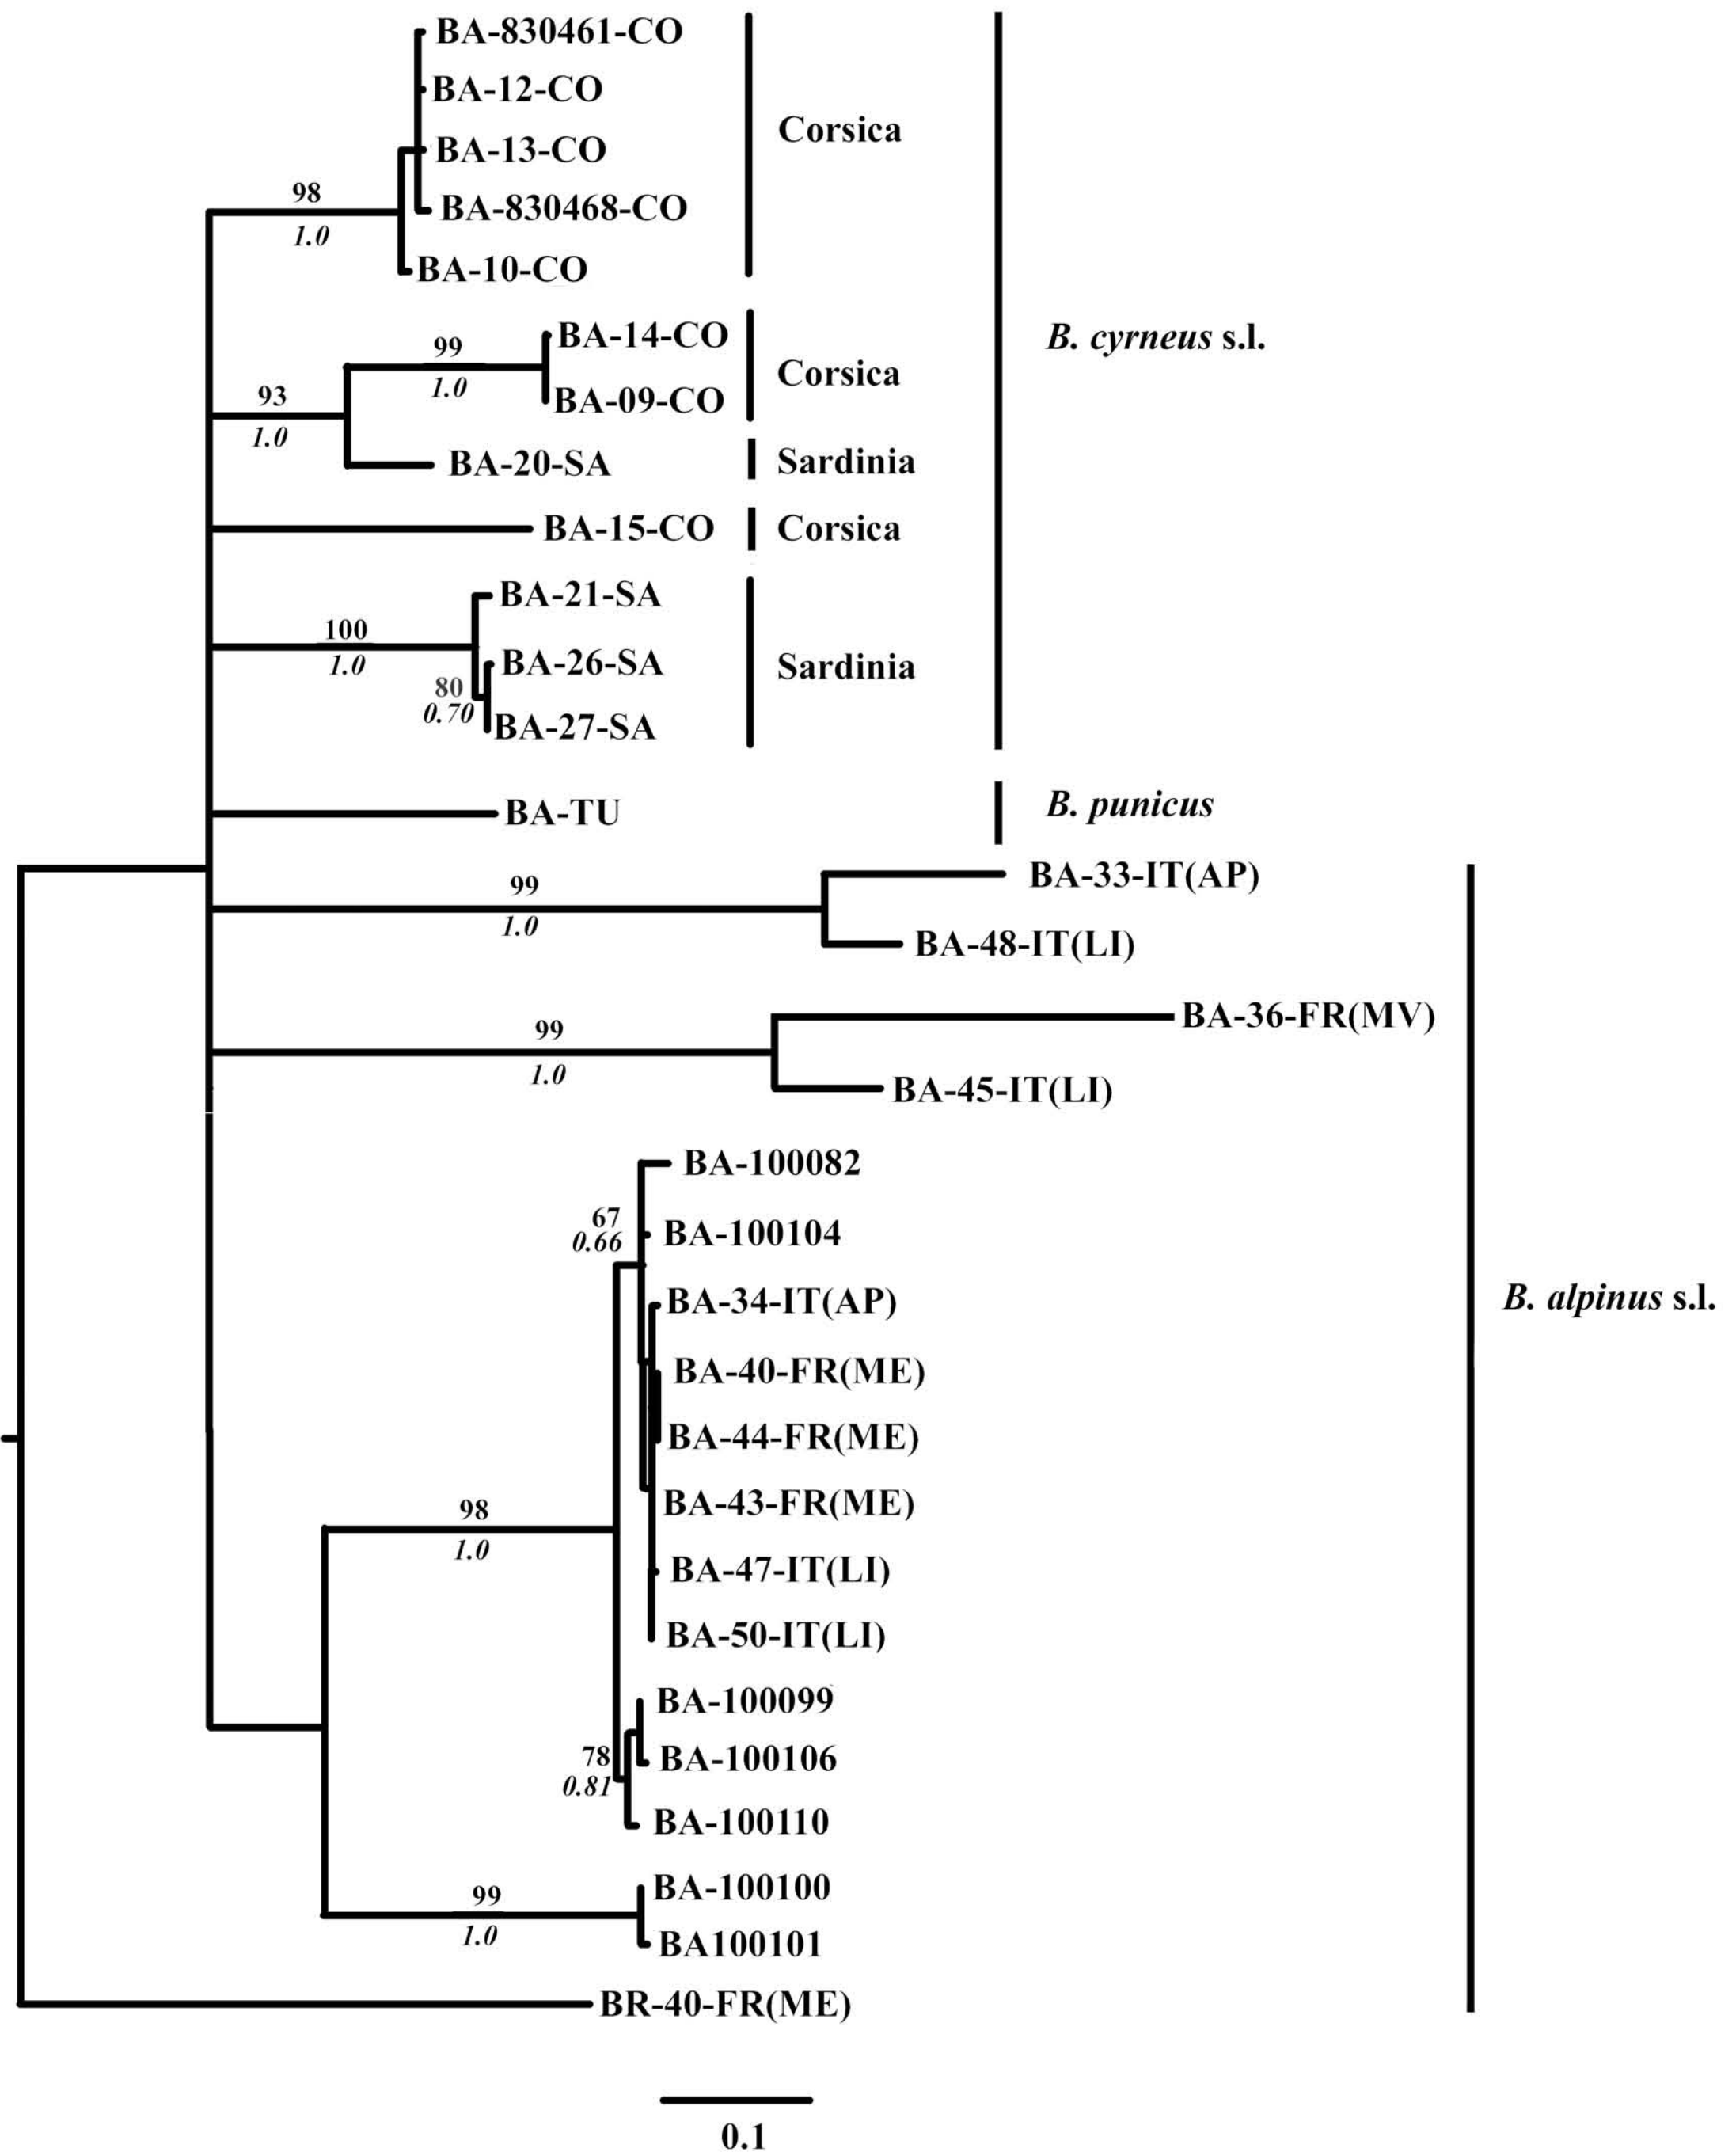 BA-830461-CO
BA-12-CO
Corsica
BA-13-CO
98
1.0
BA-830468-CO
BA-10-CO
BA-14-CO
B. cyrneus s.l.
99
1.0
Corsica
BA-09-CO
93
1.0
BA-20-SA
Sardinia
BA-15-CO
Corsica
BA-21-SA
100
1.0
BA-26-SA
Sardinia
80
0.70
BA-27-SA
BA-TU
B. punicus
BA-33-IT(AP)
99
1.0
BA-48-IT(LI)
BA-36-FR(MV)
99
1.0
BA-45-IT(LI)
BA-100082
67
0.66
BA-100104
BA-34-IT(AP)
B. alpinus s.l.
BA-40-FR(ME)
BA-44-FR(ME)
BA-43-FR(ME)
98
1.0
BA-47-IT(LI)
BA-50-IT(LI)
BA-100099
78
0.81
BA-100106
BA-100110
BA-100100
99
1.0
BA100101
BR-40-FR(ME)
0.1